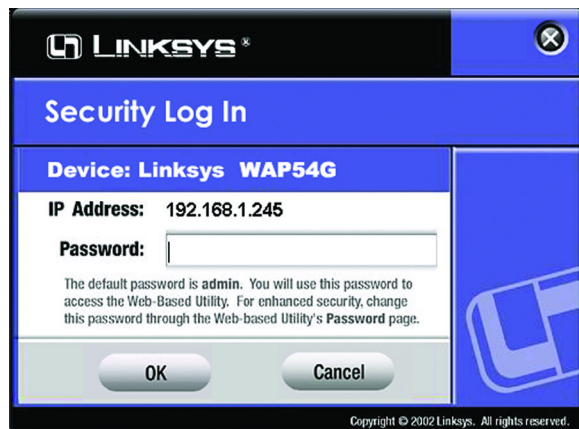 LINKSYS®
Security Log In
Device: Linksys WAP54G
IP Address: 192.168.1.245
Password:
The default password is admin. You will use this password to
access the Web-Based Utility. For enhanced security, change
this password through the Web-based Utility's Password page.
OK Cancel
Copyright © 2002 Linksys. All rights reserved.